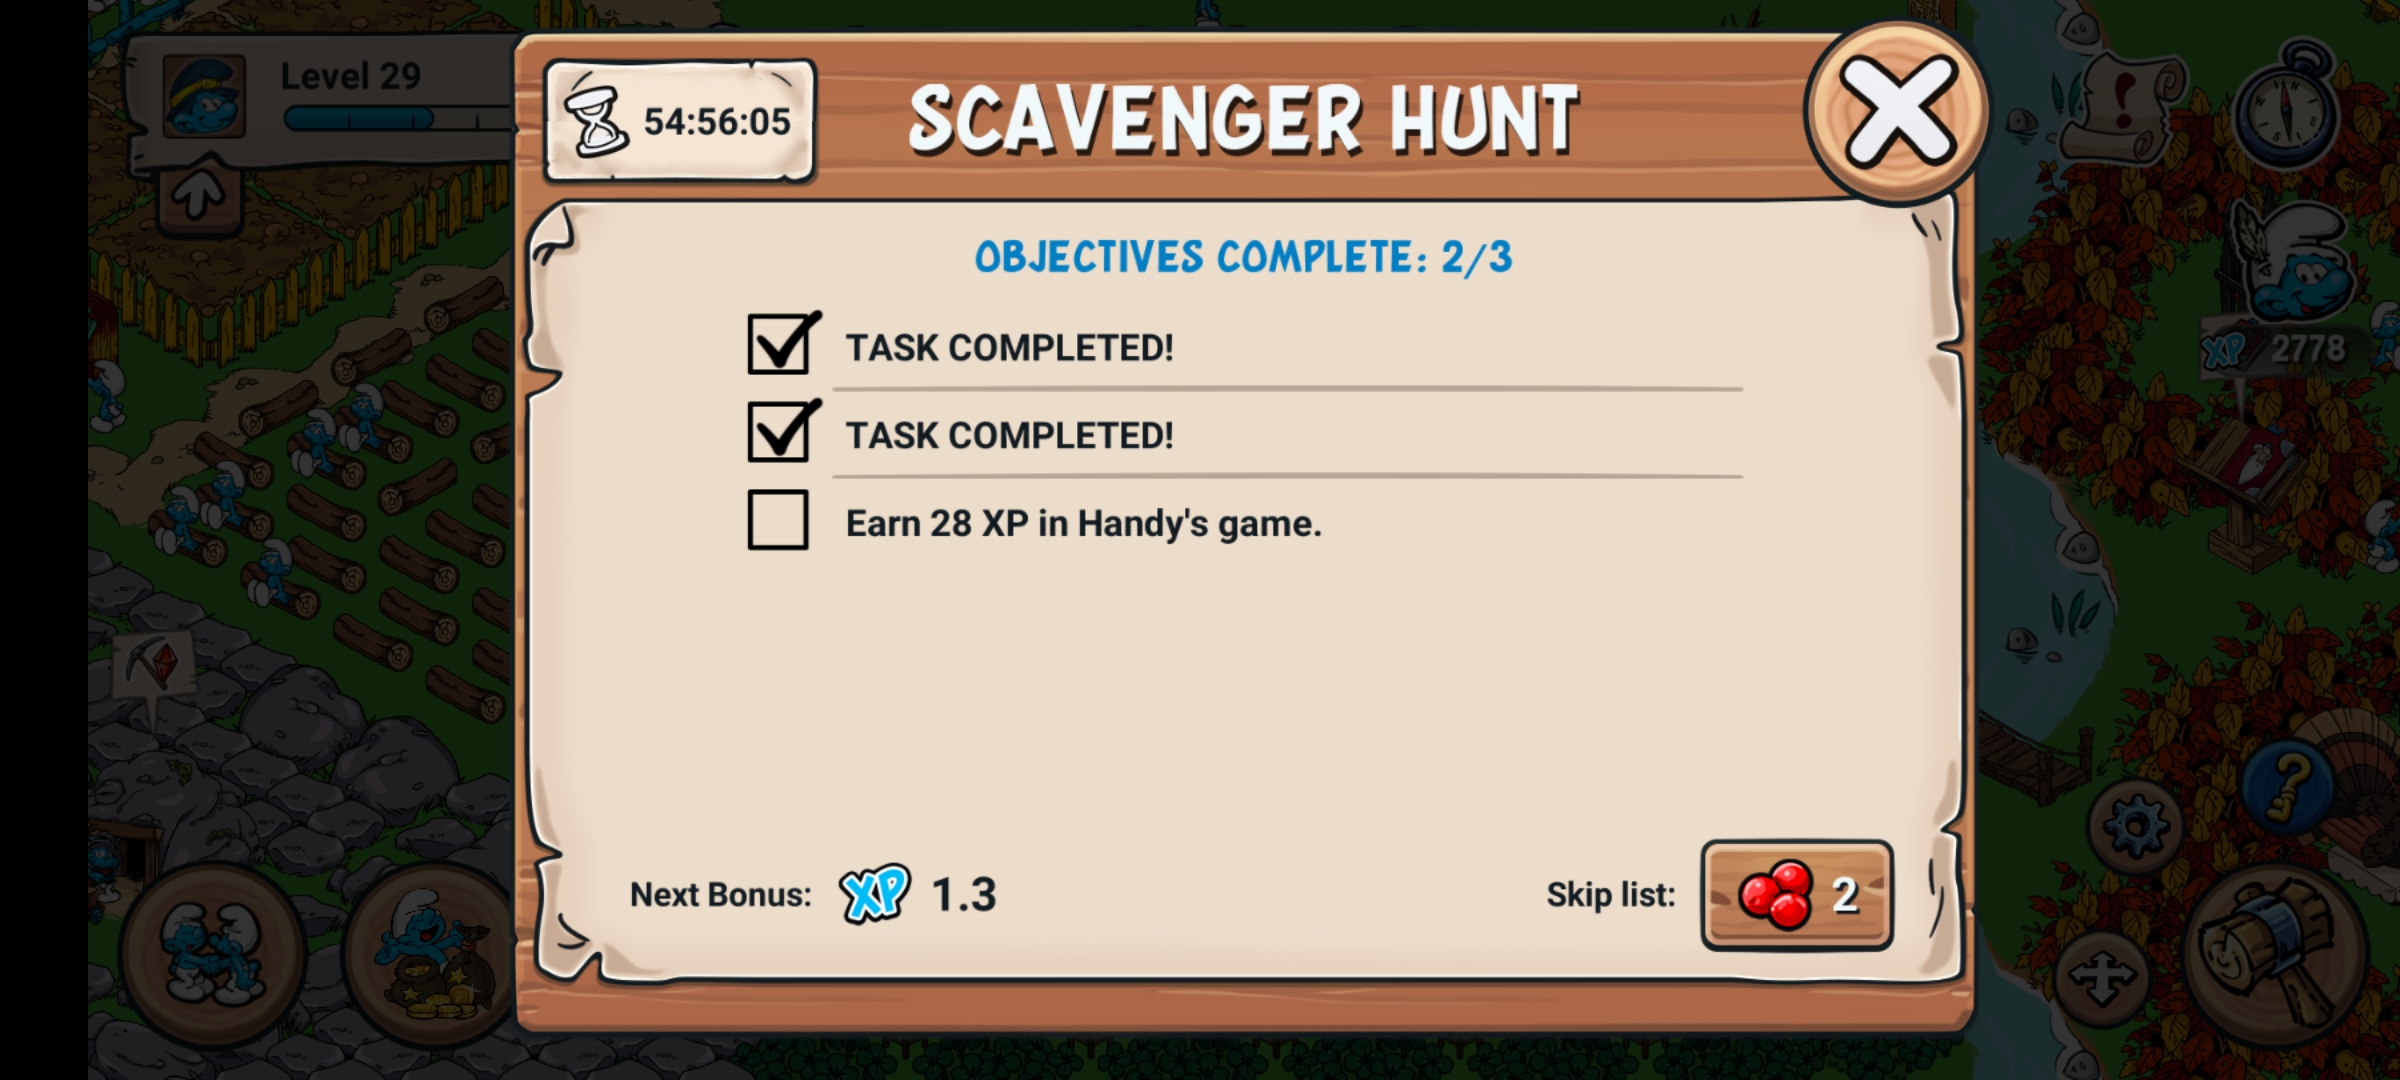 Level 29
54:56:05
SCAVENGER HUNT
OBJECTIVES COMPLETE: 2/3
TASK COMPLETED!
TASK COMPLETED!
Earn 28 XP in Handy's game.
XP 2778
Next Bonus: XP 1.3
Skip list: 2